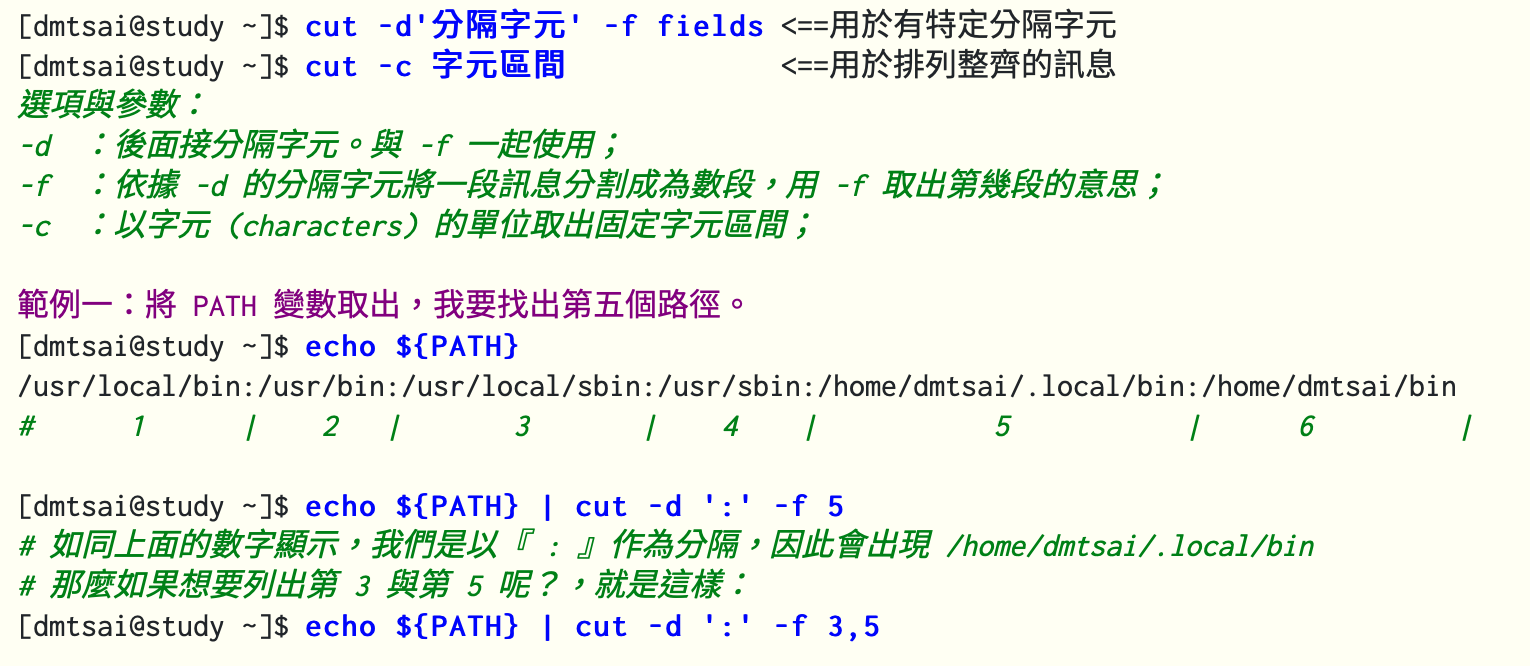 [dmtsai@study ~]$ cut -d'分隔字元' -f fields <==用於有特定分隔字元
[dmtsai@study ~]$ cut -c 字元區間            <==用於排列整齊的訊息
選項與參數：
-d  ：後面接分隔字元。與 -f 一起使用；
-f  ：依據 -d 的分隔字元將一段訊息分割成為數段，用 -f 取出第幾段的意思；
-c  ：以字元 (characters) 的單位取出固定字元區間；
範例一：將 PATH 變數取出，我要找出第五個路徑。
[dmtsai@study ~]$ echo ${PATH}
/usr/local/bin:/usr/bin:/usr/local/sbin:/usr/sbin:/home/dmtsai/.local/bin:/home/dmtsai/bin
#      1      |    2   |       3       |    4    |           5           |      6         |
[dmtsai@study ~]$ echo ${PATH} | cut -d ':' -f 5
# 如同上面的數字顯示，我們是以『 : 』作為分隔，因此會出現 /home/dmtsai/.local/bin
# 那麼如果想要列出第 3 與第 5 呢？，就是這樣：
[dmtsai@study ~]$ echo ${PATH} | cut -d ':' -f 3,5